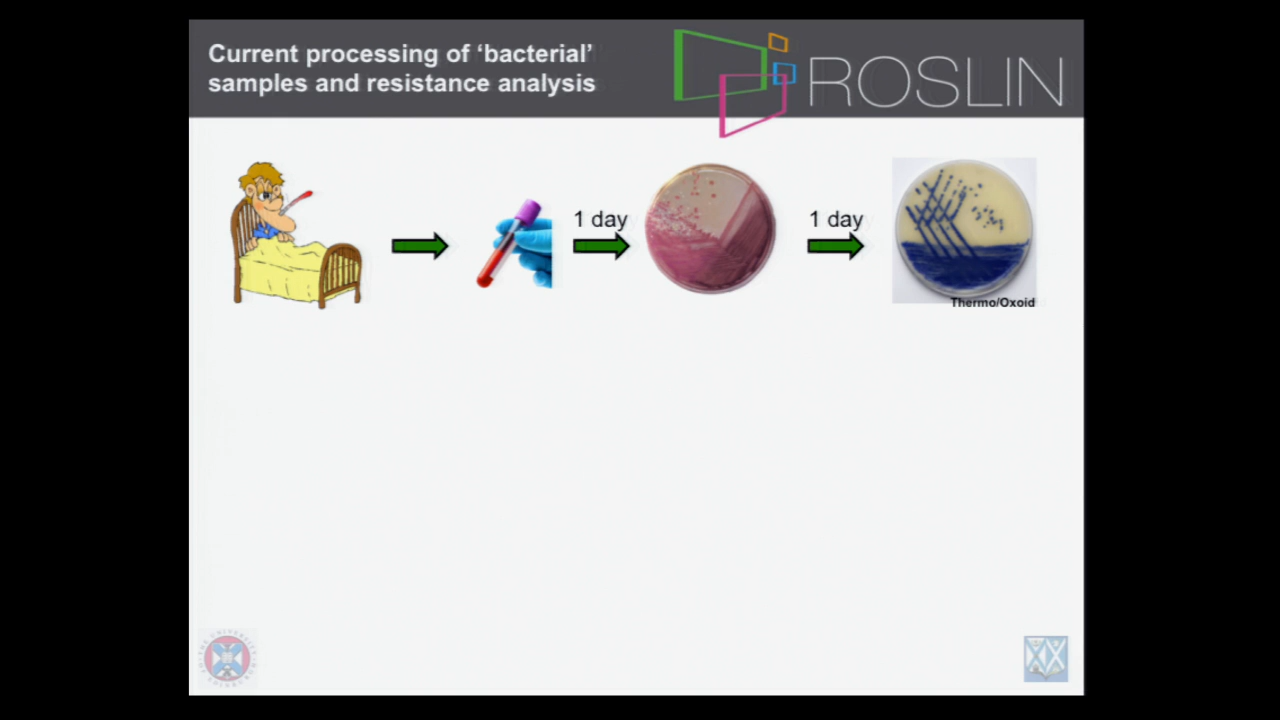 Current processing of ‘bacterial’
samples and resistance analysis
ROSLIN
1 day
1 day
Thermo/Oxoid